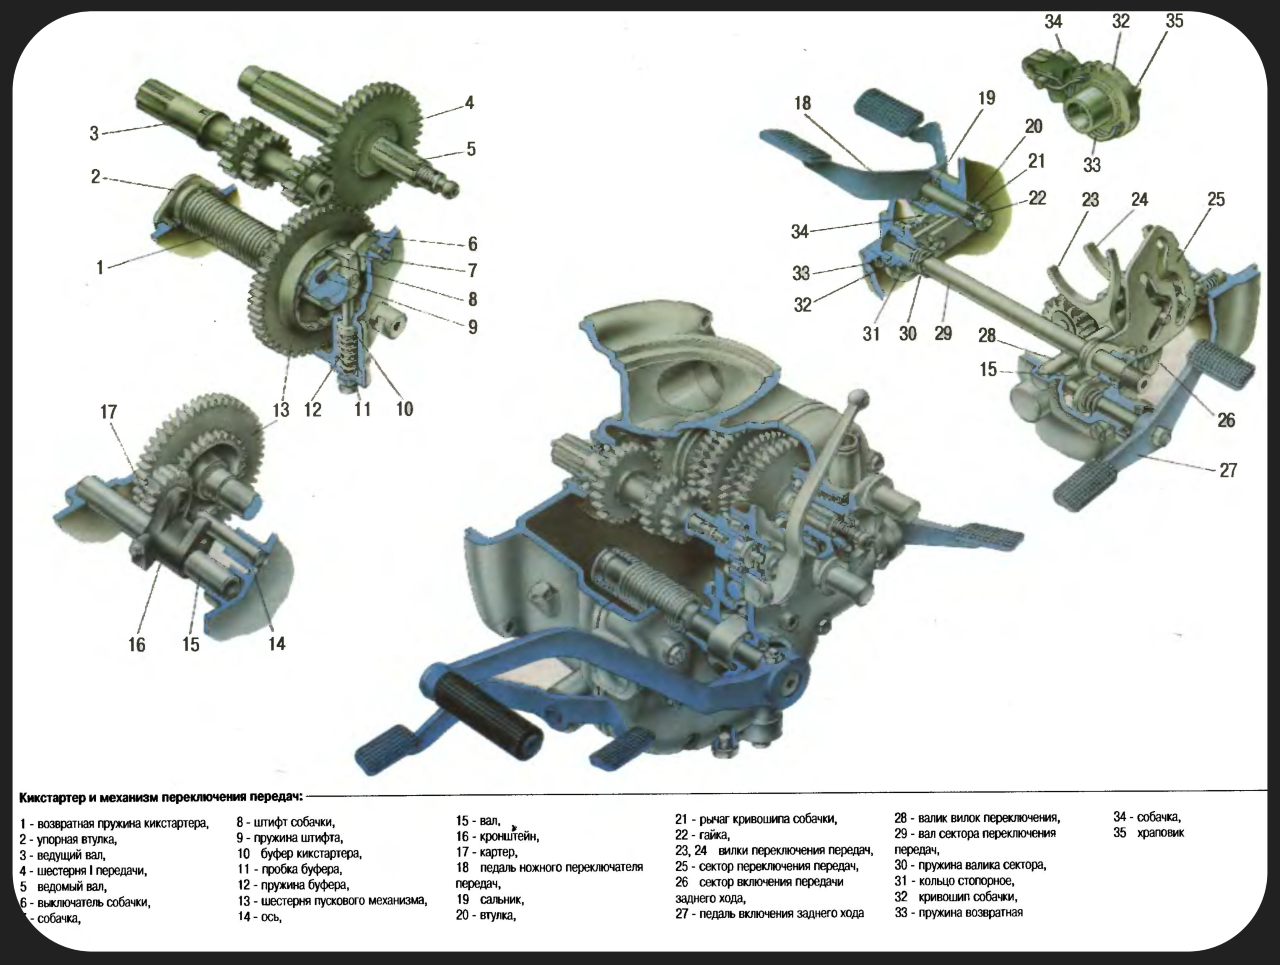 34 32 35
33
18 19
20
21
22
34
33
32
31 30 29
28
15
23 24 25
26
27
3
2
1
4
5
6
7
8
9
13 12 11 10
17
16 15 14
Кикстартер и механизм переключения передач:
1 - возвратная пружина кикстартера,
2 - упорная втулка,
3 - ведущий вал,
4 - шестерня I передачи,
5 ведомый вал,
6 - выключатель собачки,
- собачка,
8 - штифт собачки,
9 - пружина штифта,
10 буфер кикстартера,
11 - пробка буфера,
12 - пружина буфера,
13 - шестерня пускового механизма,
14 - ось,
15 - вал,
16 - кронштейн,
17 - картер,
18 педаль ножного переключателя
передач,
19 сальник,
20 - втулка,
21 - рычаг кривошипа собачки,
22 - гайка,
23, 24 вилки переключения передач,
25 - сектор переключения передач,
26 сектор включения передачи
заднего хода,
27 - педаль включения заднего хода
28 - валик вилок переключения,
29 - вал сектора переключения
передач,
30 - пружина валика сектора,
31 - кольцо стопорное,
32 кривошип собачки,
33 - пружина возвратная
34 - собачка,
35 храповик